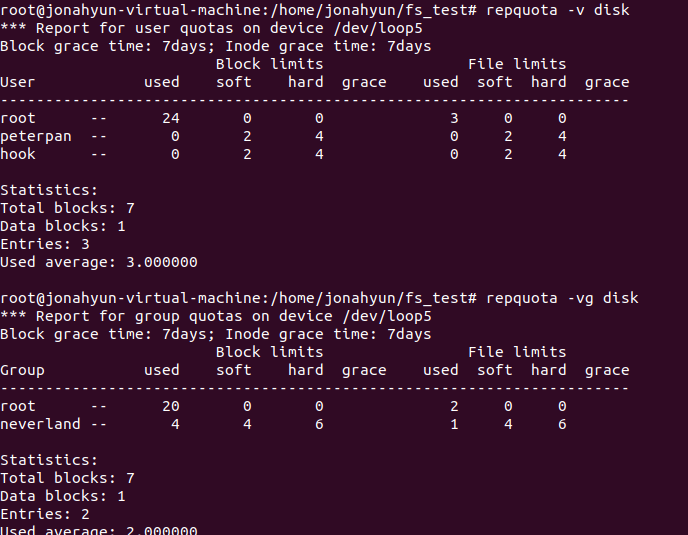 root@jonahyun-virtual-machine:/home/jonahyun/fs_test# repquota -v disk
*** Report for user quotas on device /dev/loop5
Block grace time: 7days; Inode grace time: 7days
                        Block limits                File limits
User            used    soft    hard  grace    used  soft  hard  grace
----------------------------------------------------------------------
root      --      24       0       0              3     0     0
peterpan  --       0       2       4              0     2     4
hook      --       0       2       4              0     2     4

Statistics:
Total blocks: 7
Data blocks: 1
Entries: 3
Used average: 3.000000

root@jonahyun-virtual-machine:/home/jonahyun/fs_test# repquota -vg disk
*** Report for group quotas on device /dev/loop5
Block grace time: 7days; Inode grace time: 7days
                        Block limits                File limits
Group           used    soft    hard  grace    used  soft  hard  grace
----------------------------------------------------------------------
root      --      20       0       0              2     0     0
neverland --       4       4       6              1     4     6

Statistics:
Total blocks: 7
Data blocks: 1
Entries: 2
Used average: 2.000000